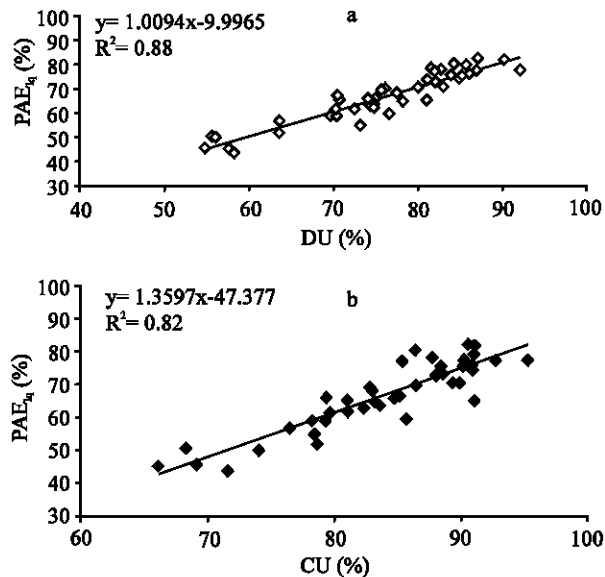 a
y= 1.0094x-9.9965
R²= 0.88
PAE (%)
100
90
80
70
60
50
40
30
40 50 60 70 80 90 100
DU (%)
b
y= 1.3597x-47.377
R²= 0.82
PAE (%)
100
90
80
70
60
50
40
30
60 70 80 90 100
CU (%)